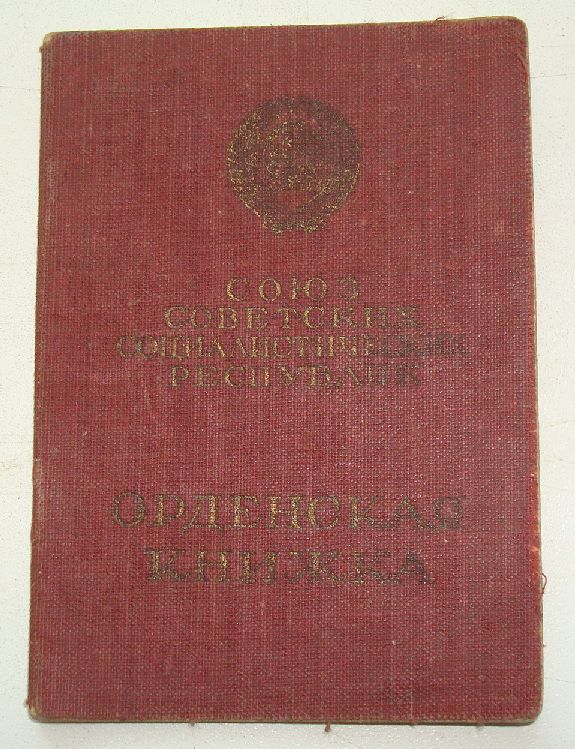 СОЮЗ
СОВЕТСКИХ
СОЦИАЛИСТИЧЕСКИХ
РЕСПУБЛИК
ОРДЕНСКАЯ
КНИЖКА